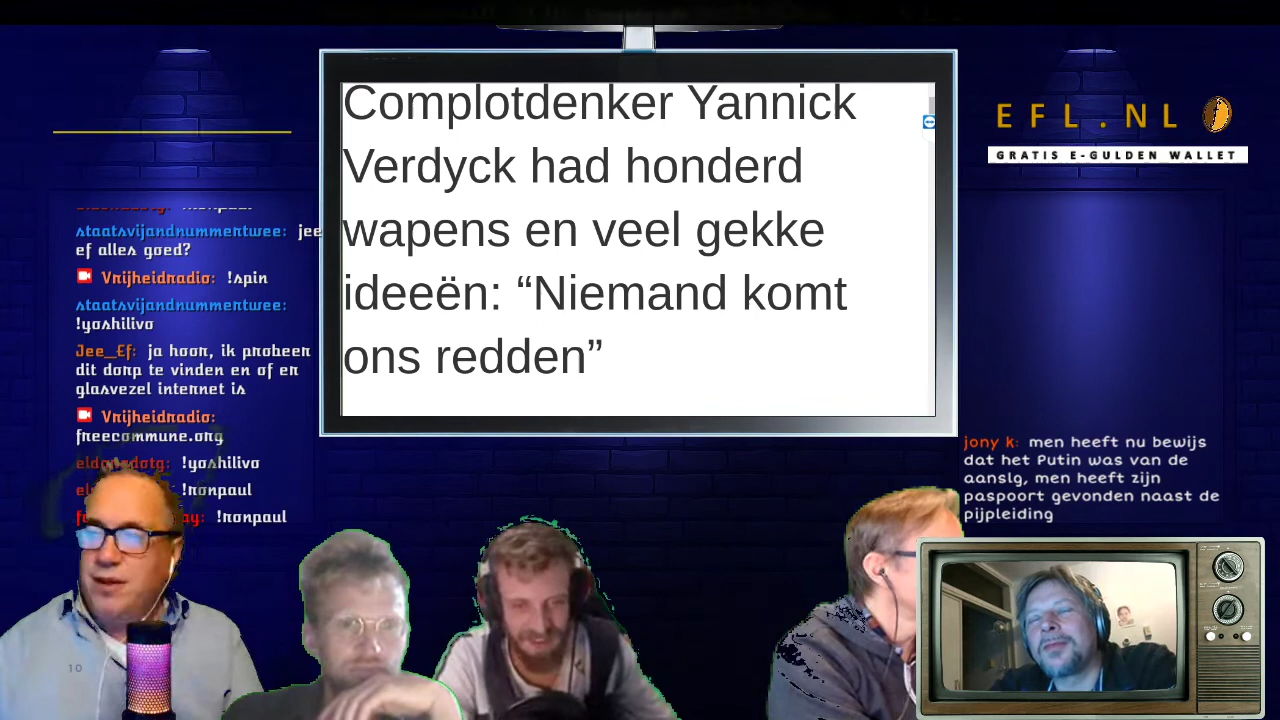 Complotdenker Yannick
Verdyck had honderd
wapens en veel gekke
ideeën: “Niemand komt
ons redden”
EFL.NL
GRATIS E-GULDEN WALLET
staatsvijandnummertwee: jee
ef alles goed?
Vrijheidradio: !spin
staatsvijandnummertwee:
!yoshilivo
Jee_Ef: ja hoor, ik probeer
dit dorp te vinden en of er
glasvezel internet is
Vrijheidradio:
freecommune.org
!yoshilivo
!ronpaul
!ronpaul
jony k: men heeft nu bewijs
dat het Putin was van de
aanslg, men heeft zijn
paspoort gevonden naast de
pijpleiding
10